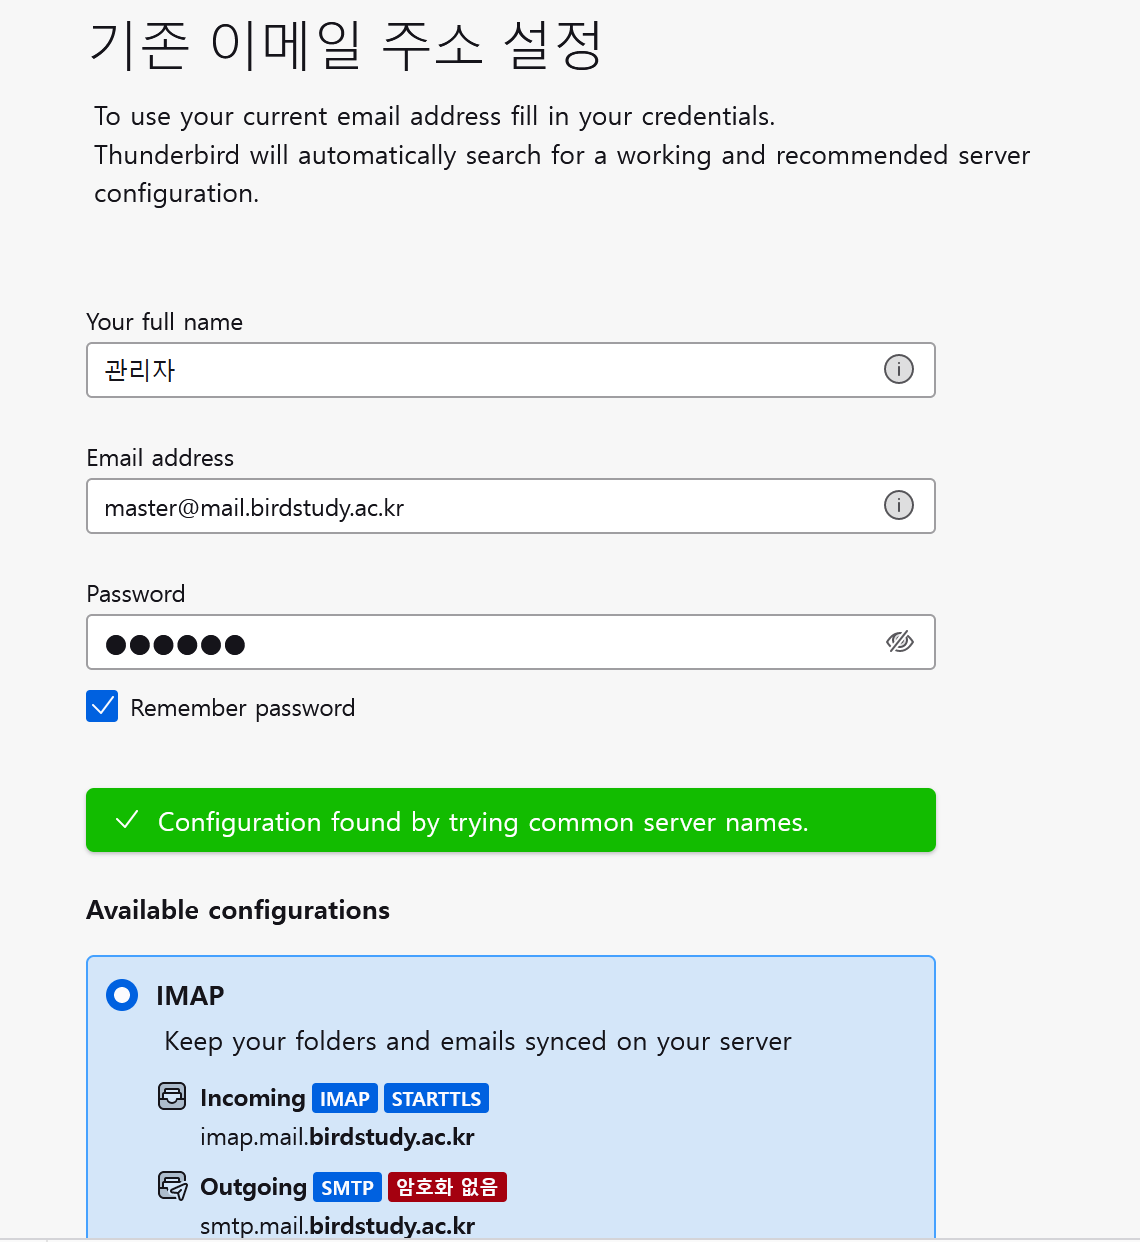 기존 이메일 주소 설정
To use your current email address fill in your credentials.
Thunderbird will automatically search for a working and recommended server
configuration.
Your full name
관리자
Email address
master@mail.birdstudy.ac.kr
Password
Remember password
Configuration found by trying common server names.
Available configurations
IMAP
Keep your folders and emails synced on your server
Incoming IMAP STARTTLS
imap.mail.birdstudy.ac.kr
Outgoing SMTP 암호화 없음
smtp.mail.birdstudy.ac.kr